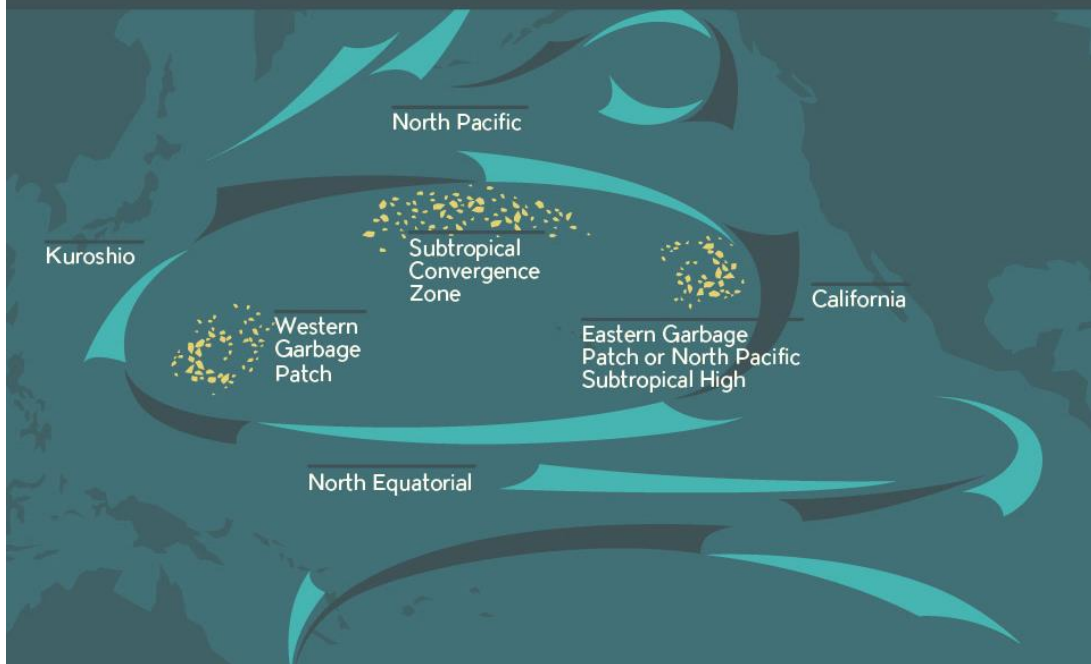 North Pacific
Kuroshio
Subtropical
Convergence
Zone
California
Western
Garbage
Patch
Eastern Garbage
Patch or North Pacific
Subtropical High
North Equatorial